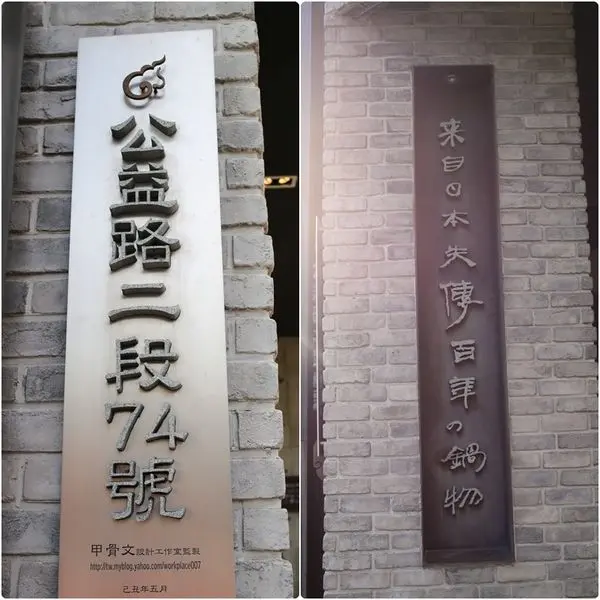 公益路二段74號
甲骨文設計工作室監製
http://tw.myblog.yahoo.com/workplace007
己丑年五月
来自日本失傳百年の鍋物